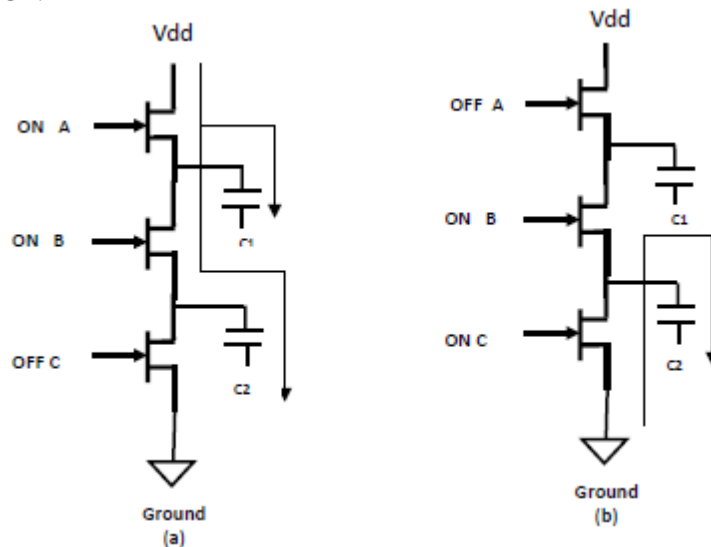 Vdd
ON A
C1
ON B
OFF C
C2
Ground
(a)
Vdd
OFF A
C1
ON B
ON C
C2
Ground
(b)